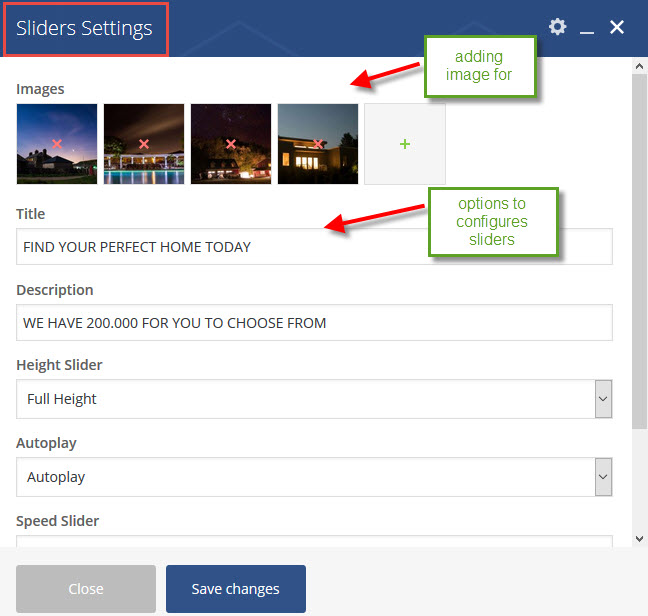 Sliders Settings
adding
image for
Images
options to
configures
sliders
Title
FIND YOUR PERFECT HOME TODAY
Description
WE HAVE 200.000 FOR YOU TO CHOOSE FROM
Height Slider
Full Height
Autoplay
Autoplay
Speed Slider
Close
Save changes